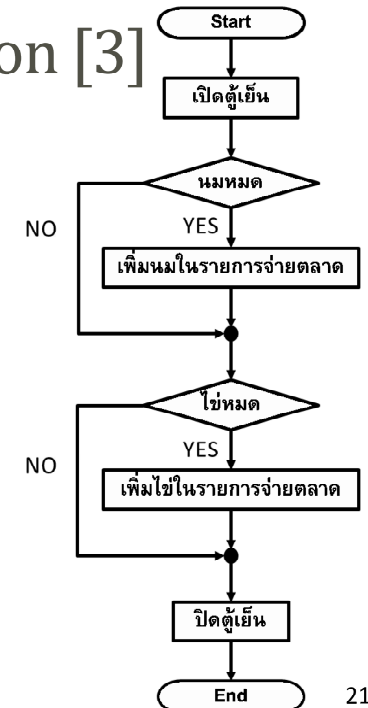 on [3]
Start
เปิดตู้เย็น
นมหมด
NO
YES
เพิ่มนมในรายการจ่ายตลาด
ไข่หมด
NO
YES
เพิ่มไข่ในรายการจ่ายตลาด
ปิดตู้เย็น
End
21